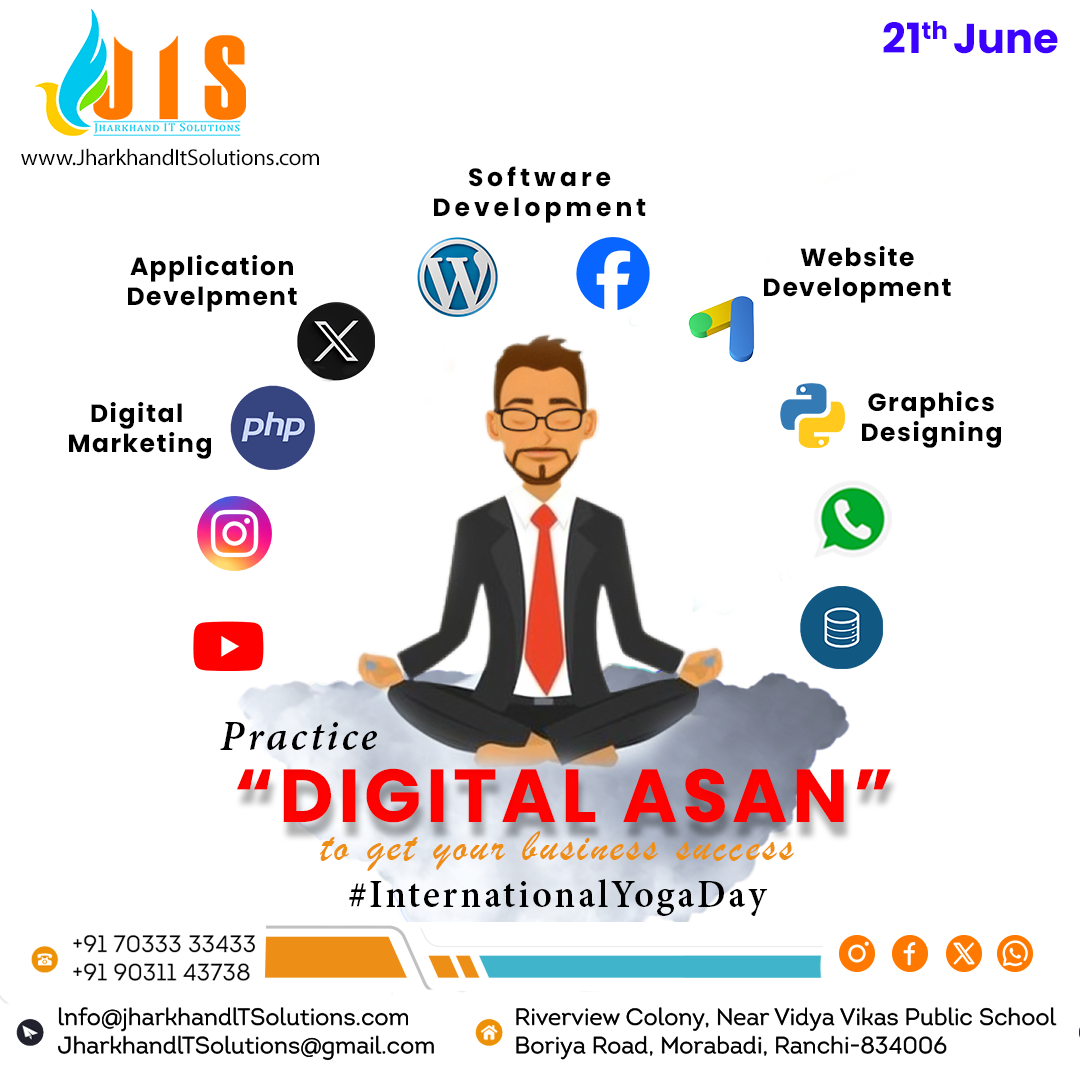 JIS
JHARKHAND IT SOLUTIONS
www.JharkhandItSolutions.com
21th June
Software
Development
Application
Develpment
Website
Development
Digital
Marketing
php
Graphics
Designing
Practice
“DIGITAL ASAN”
to get your business success
#InternationalYogaDay
+91 70333 33433
+91 90311 43738
Info@jharkhandITSolutions.com
JharkhandITSolutions@gmail.com
Riverview Colony, Near Vidya Vikas Public School
Boriya Road, Morabadi, Ranchi-834006